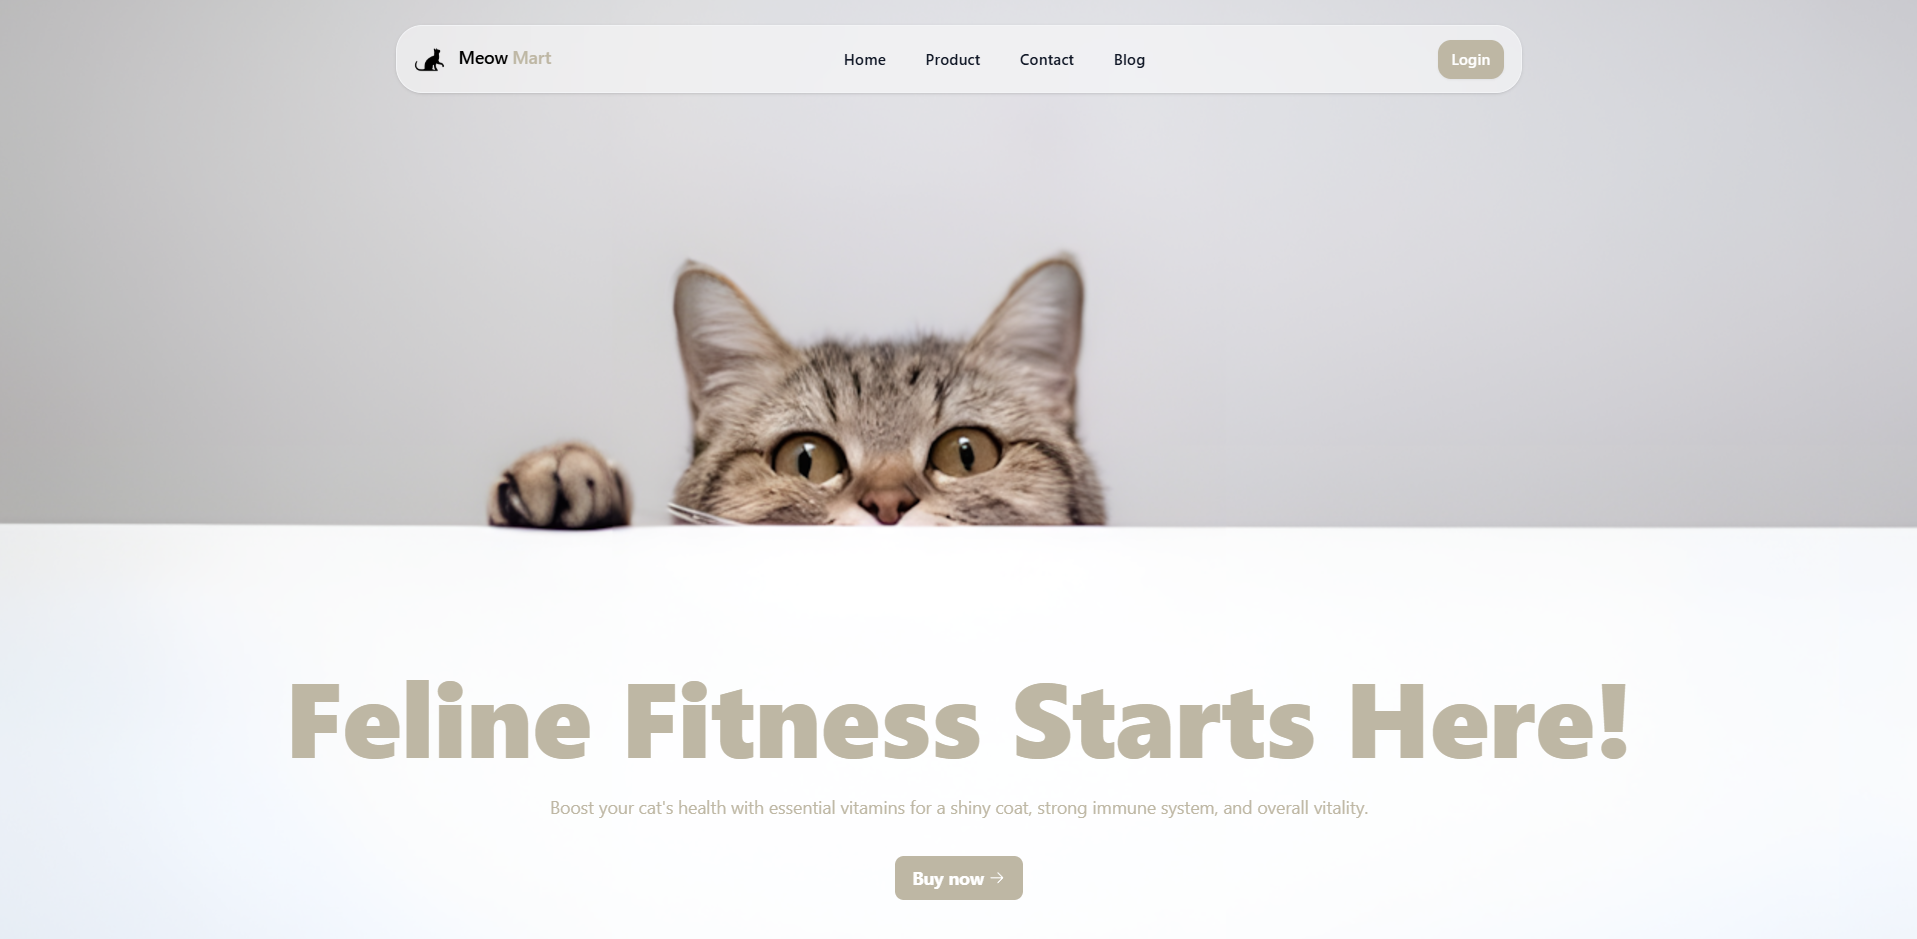 Meow Mart
Home
Product
Contact
Blog
Login
Feline Fitness Starts Here!
Boost your cat's health with essential vitamins for a shiny coat, strong immune system, and overall vitality.
Buy now →